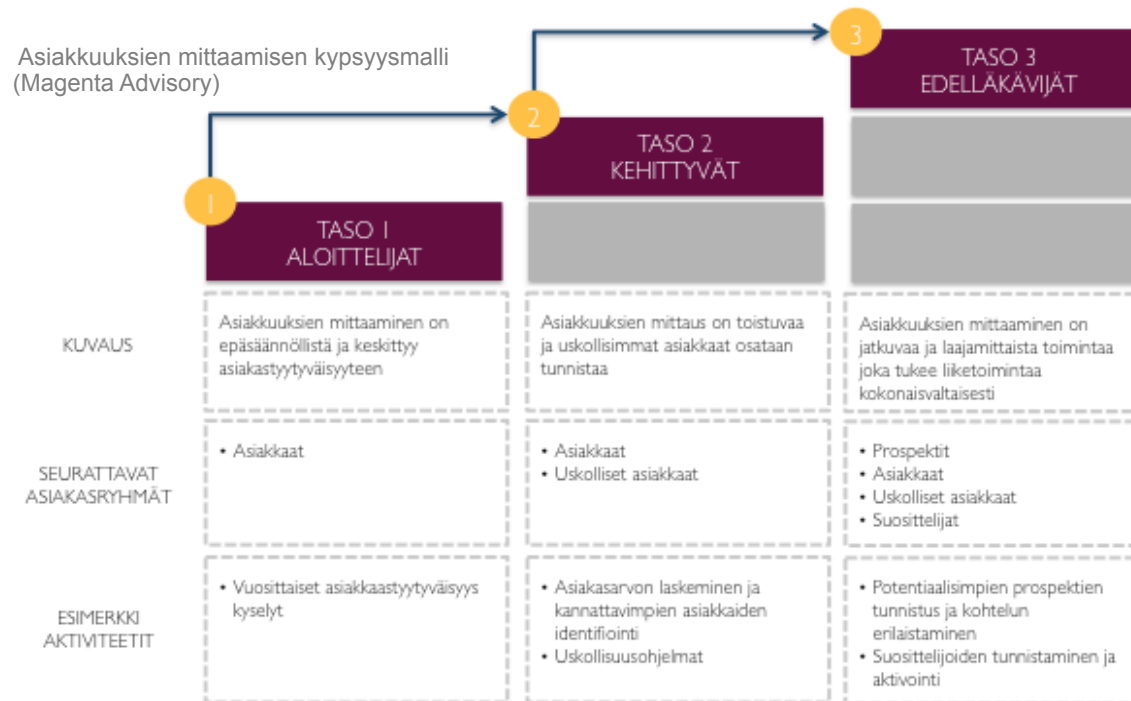 Asiakkuuksien mittaamisen kypsyysmalli
(Magenta Advisory)
1
TASO 1
ALOITTELIJAT
2
TASO 2
KEHITTYVÄT
3
TASO 3
EDELLÄKÄVIJÄT
KUVAUS
Asiakkuuksien mittaaminen on
epäsäännöllistä ja keskittyy
asiakastyytyväisyyteen
Asiakkuuksien mittaus on toistuvaa
ja uskollisimmat asiakkaat osataan
tunnistaa
Asiakkuuksien mittaaminen on
jatkuvaa ja laajamittaista toimintaa
joka tukee liiketoimintaa
kokonaisvaltaisesti
SEURATTAVAT
ASIAKASRYHMÄT
• Asiakkaat
• Asiakkaat
• Uskolliset asiakkaat
• Prospektit
• Asiakkaat
• Uskolliset asiakkaat
• Suosittelijat
ESIMERKKI
AKTIVITEETIT
• Vuosittaiset asiakkaastyytyväisyys
kyselyt
• Asiakasarvon laskeminen ja
kannattavimpien asiakkaiden
identifiointi
• Uskollisuusohjelmat
• Potentiaalisimpien prospektien
tunnistus ja kohtelun
erilaistaminen
• Suosittelijoiden tunnistaminen ja
aktivointi